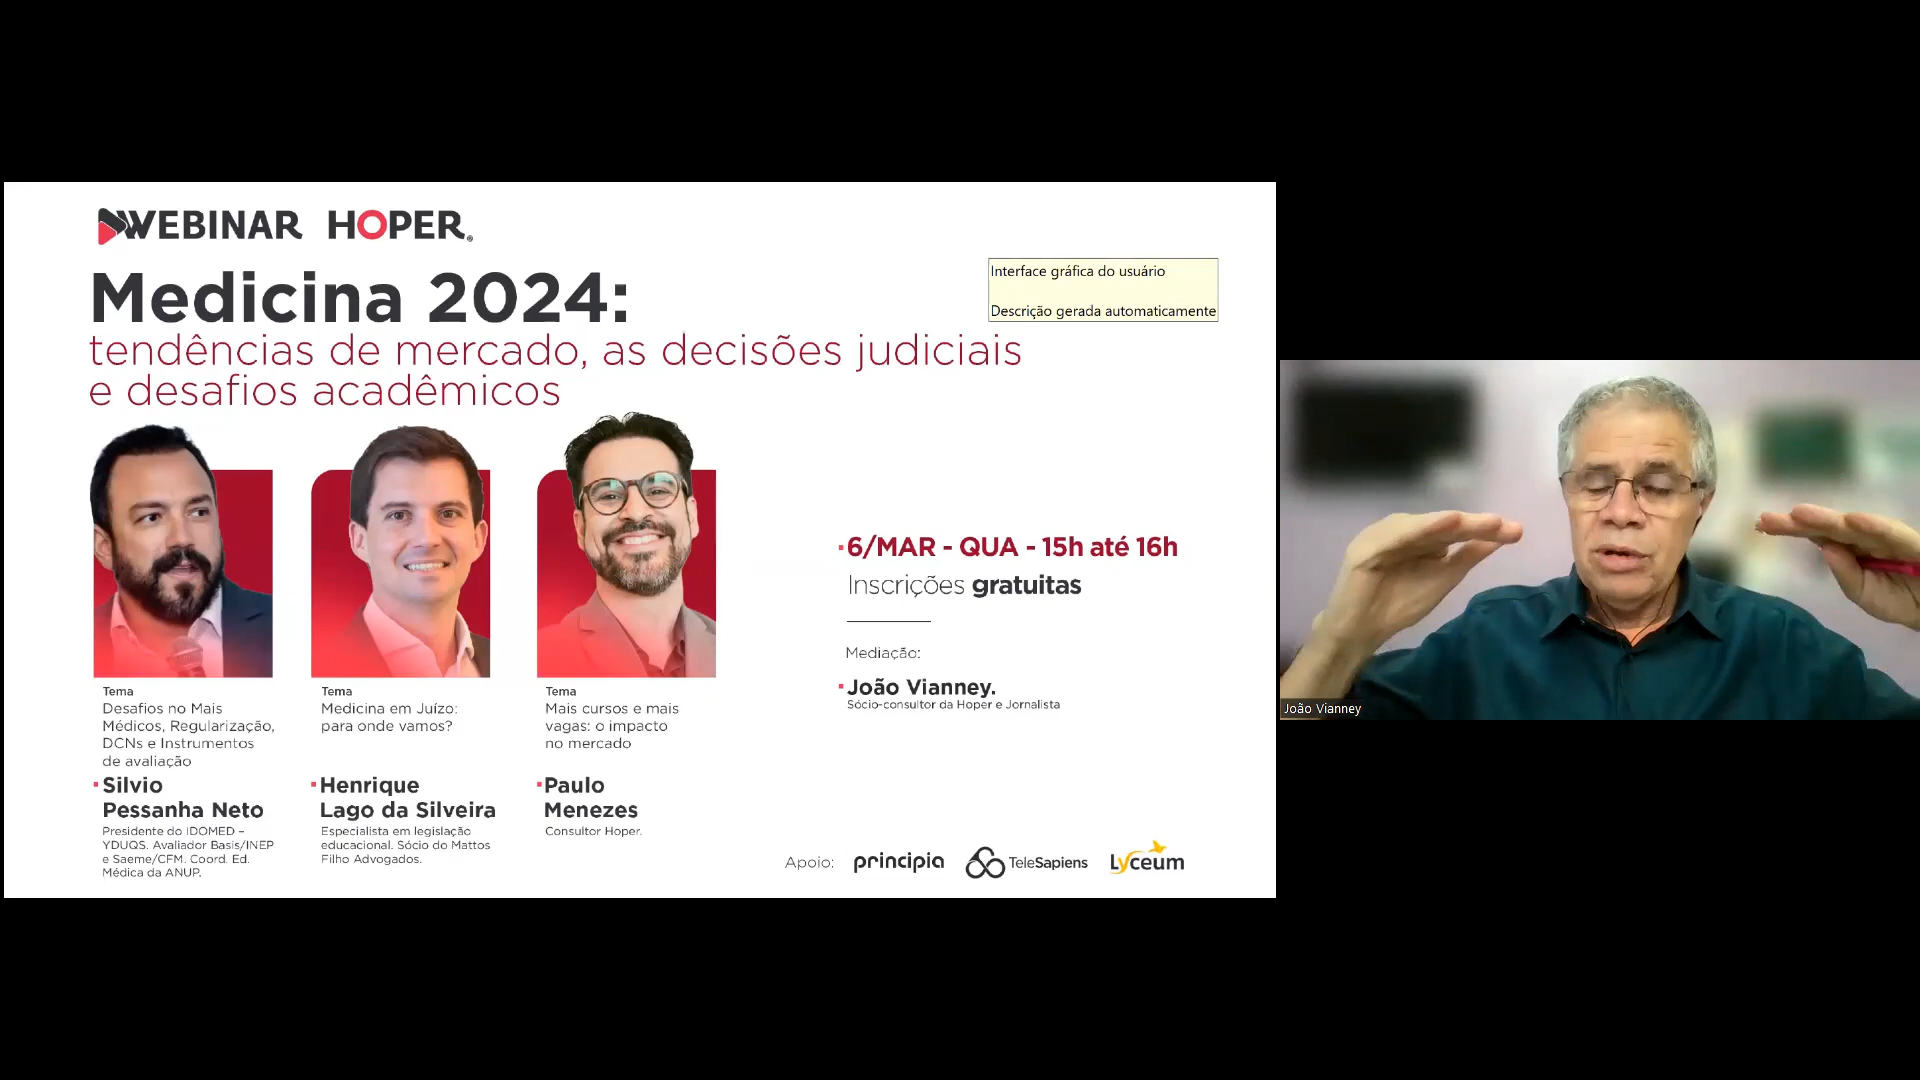 WEBINAR HOPER®
Medicina 2024:
tendências de mercado, as decisões judiciais
e desafios acadêmicos
Interface gráfica do usuário
Descrição gerada automaticamente
Tema
Desafios no Mais
Médicos, Regularização,
DCNs e Instrumentos
de avaliação
Silvio
Pessanha Neto
Presidente do IDOMED –
YDUQS. Avaliador Basis/INEP
e Saeme/CFM. Coord. Ed.
Médica da ANUP.
Tema
Medicina em Juízo:
para onde vamos?
Henrique
Lago da Silveira
Especialista em legislação
educacional. Sócio do Mattos
Filho Advogados.
Tema
Mais cursos e mais
vagas: o impacto
no mercado
Paulo
Menezes
Consultor Hoper.
6/MAR - QUA - 15h até 16h
Inscrições gratuitas
Mediação:
João Vianney.
Sócio-consultor da Hoper e Jornalista
Apoio: principia TeleSapiens Lyceum
João Vianney